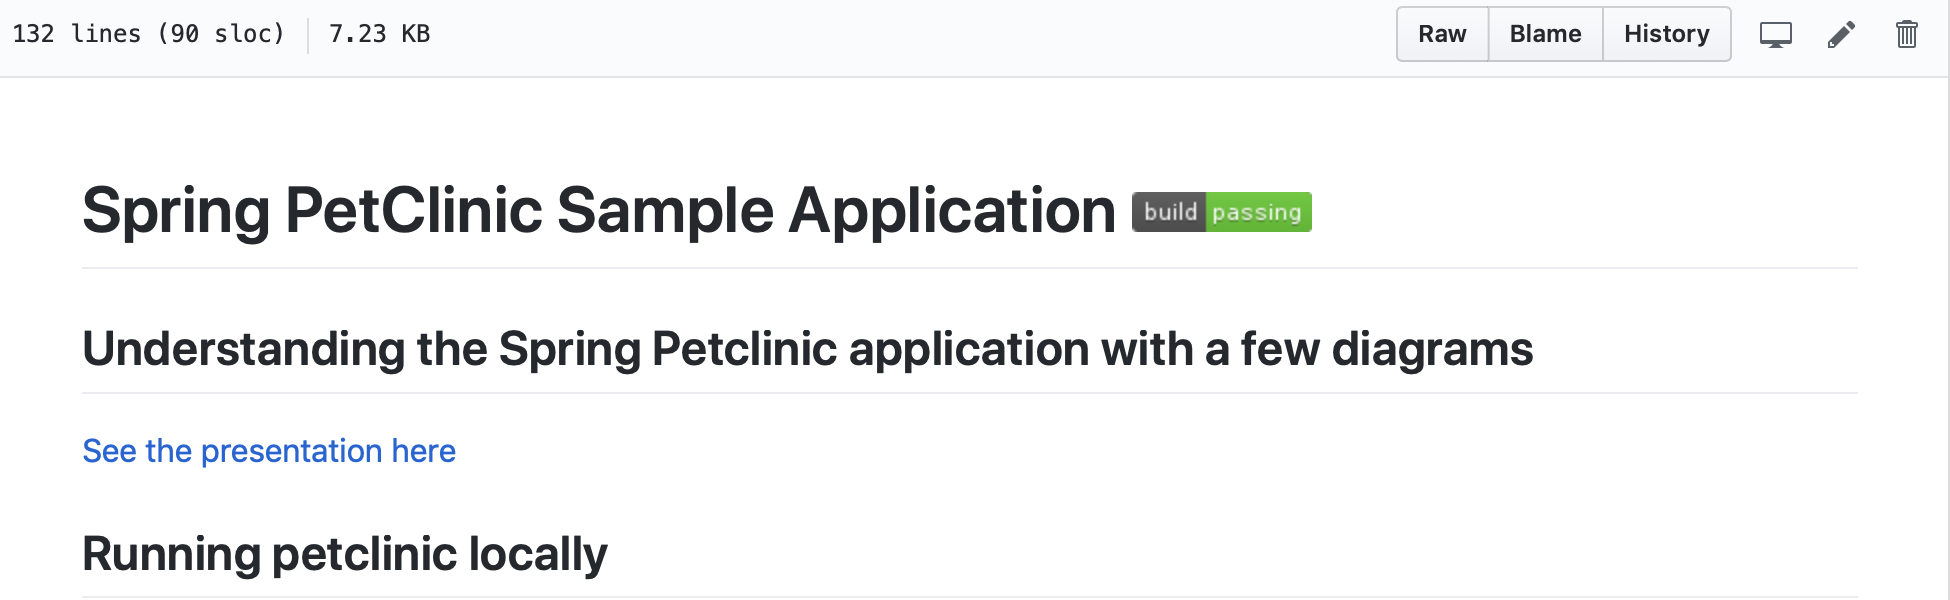 132 lines (90 sloc) 7.23 KB Raw Blame History
Spring PetClinic Sample Application build passing
Understanding the Spring Petclinic application with a few diagrams
See the presentation here
Running petclinic locally